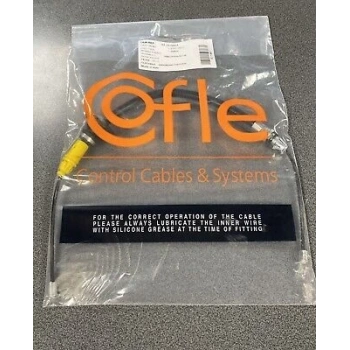 Cofle
Control Cables & Systems
FOR THE CORRECT OPERATION OF THE CABLE
PLEASE ALWAYS LUBRICATE THE INNER WIRE
WITH SILICONE GREASE AT THE TIME OF FITTING